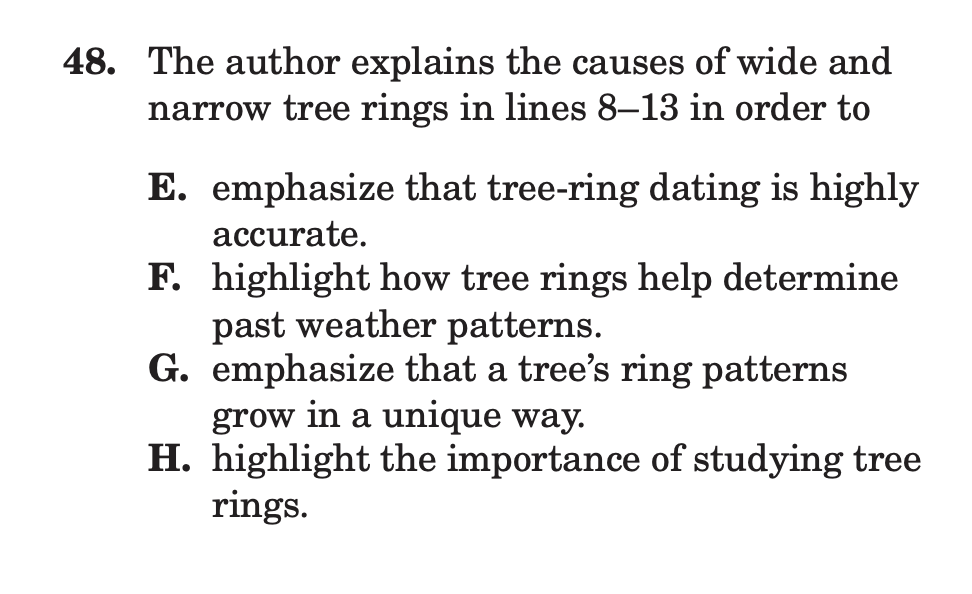 48. The author explains the causes of wide and
narrow tree rings in lines 8–13 in order to
E. emphasize that tree-ring dating is highly
accurate.
F. highlight how tree rings help determine
past weather patterns.
G. emphasize that a tree’s ring patterns
grow in a unique way.
H. highlight the importance of studying tree
rings.